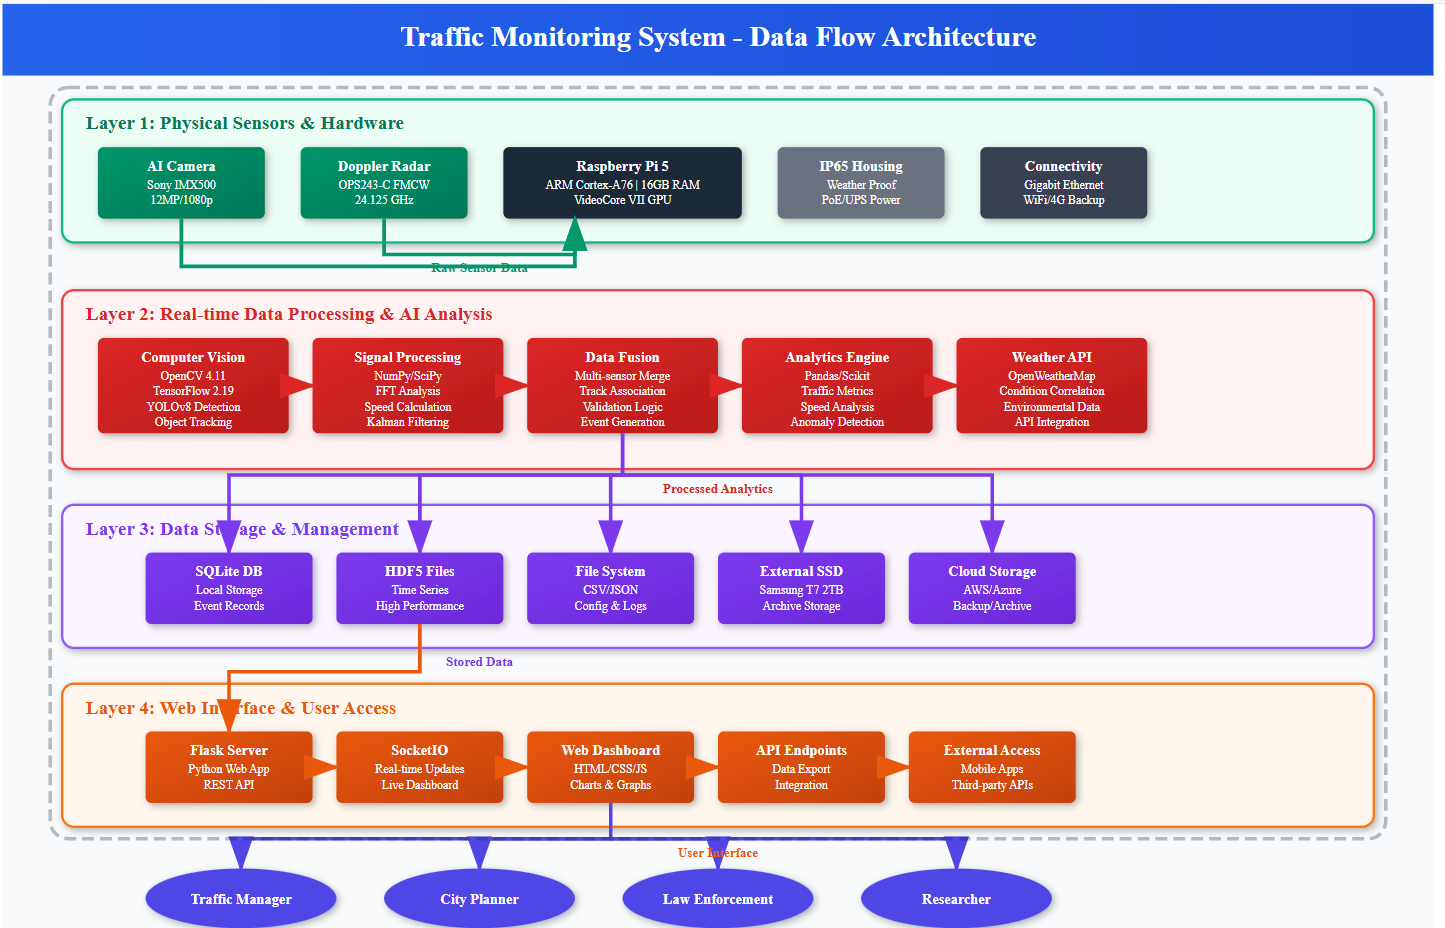 Traffic Monitoring System - Data Flow Architecture
Layer 1: Physical Sensors & Hardware
AI Camera
Sony IMX500
12MP/1080p
Doppler Radar
OPS243-C FMCW
24.125 GHz
Raspberry Pi 5
ARM Cortex-A76 | 16GB RAM
VideoCore VII GPU
IP65 Housing
Weather Proof
PoE/UPS Power
Connectivity
Gigabit Ethernet
WiFi/4G Backup
Raw Sensor Data
Layer 2: Real-time Data Processing & AI Analysis
Computer Vision
OpenCV 4.11
TensorFlow 2.19
YOLOv8 Detection
Object Tracking
Signal Processing
NumPy/SciPy
FFT Analysis
Speed Calculation
Kalman Filtering
Data Fusion
Multi-sensor Merge
Track Association
Validation Logic
Event Generation
Analytics Engine
Pandas/Scikit
Traffic Metrics
Speed Analysis
Anomaly Detection
Weather API
OpenWeatherMap
Condition Correlation
Environmental Data
API Integration
Processed Analytics
Layer 3: Data Storage & Management
SQLite DB
Local Storage
Event Records
HDF5 Files
Time Series
High Performance
File System
CSV/JSON
Config & Logs
External SSD
Samsung T7 2TB
Archive Storage
Cloud Storage
AWS/Azure
Backup/Archive
Stored Data
Layer 4: Web Interface & User Access
Flask Server
Python Web App
REST API
SocketIO
Real-time Updates
Live Dashboard
Web Dashboard
HTML/CSS/JS
Charts & Graphs
API Endpoints
Data Export
Integration
External Access
Mobile Apps
Third-party APIs
User Interface
Traffic Manager
City Planner
Law Enforcement
Researcher